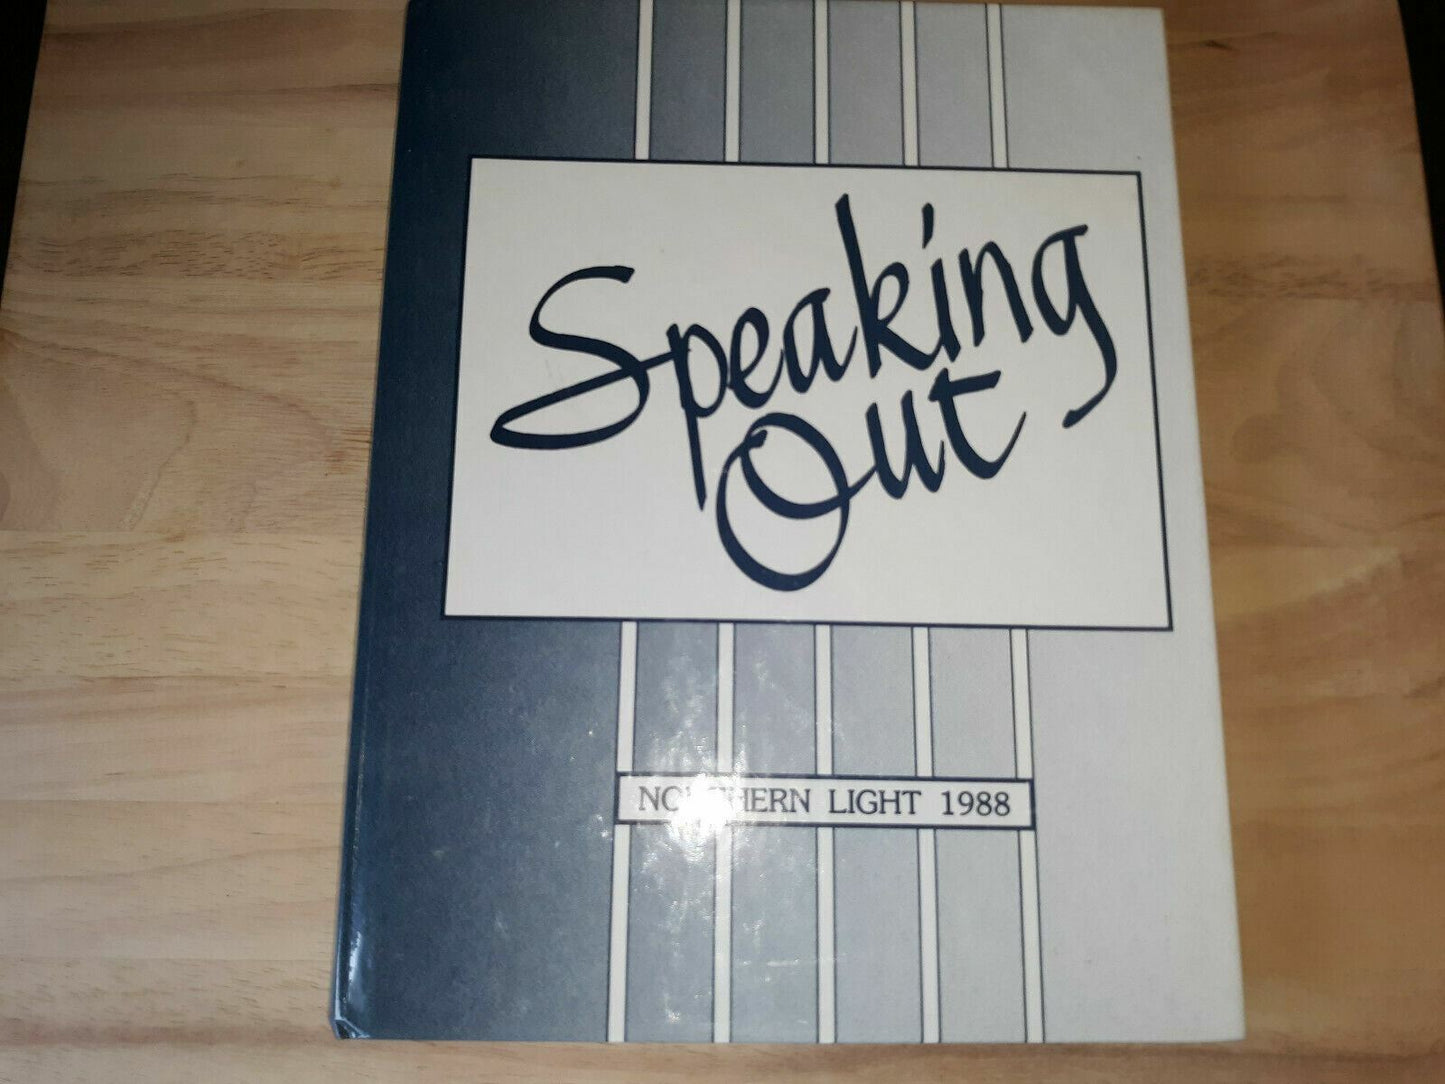 Speaking
Out
NORTHERN LIGHT 1988